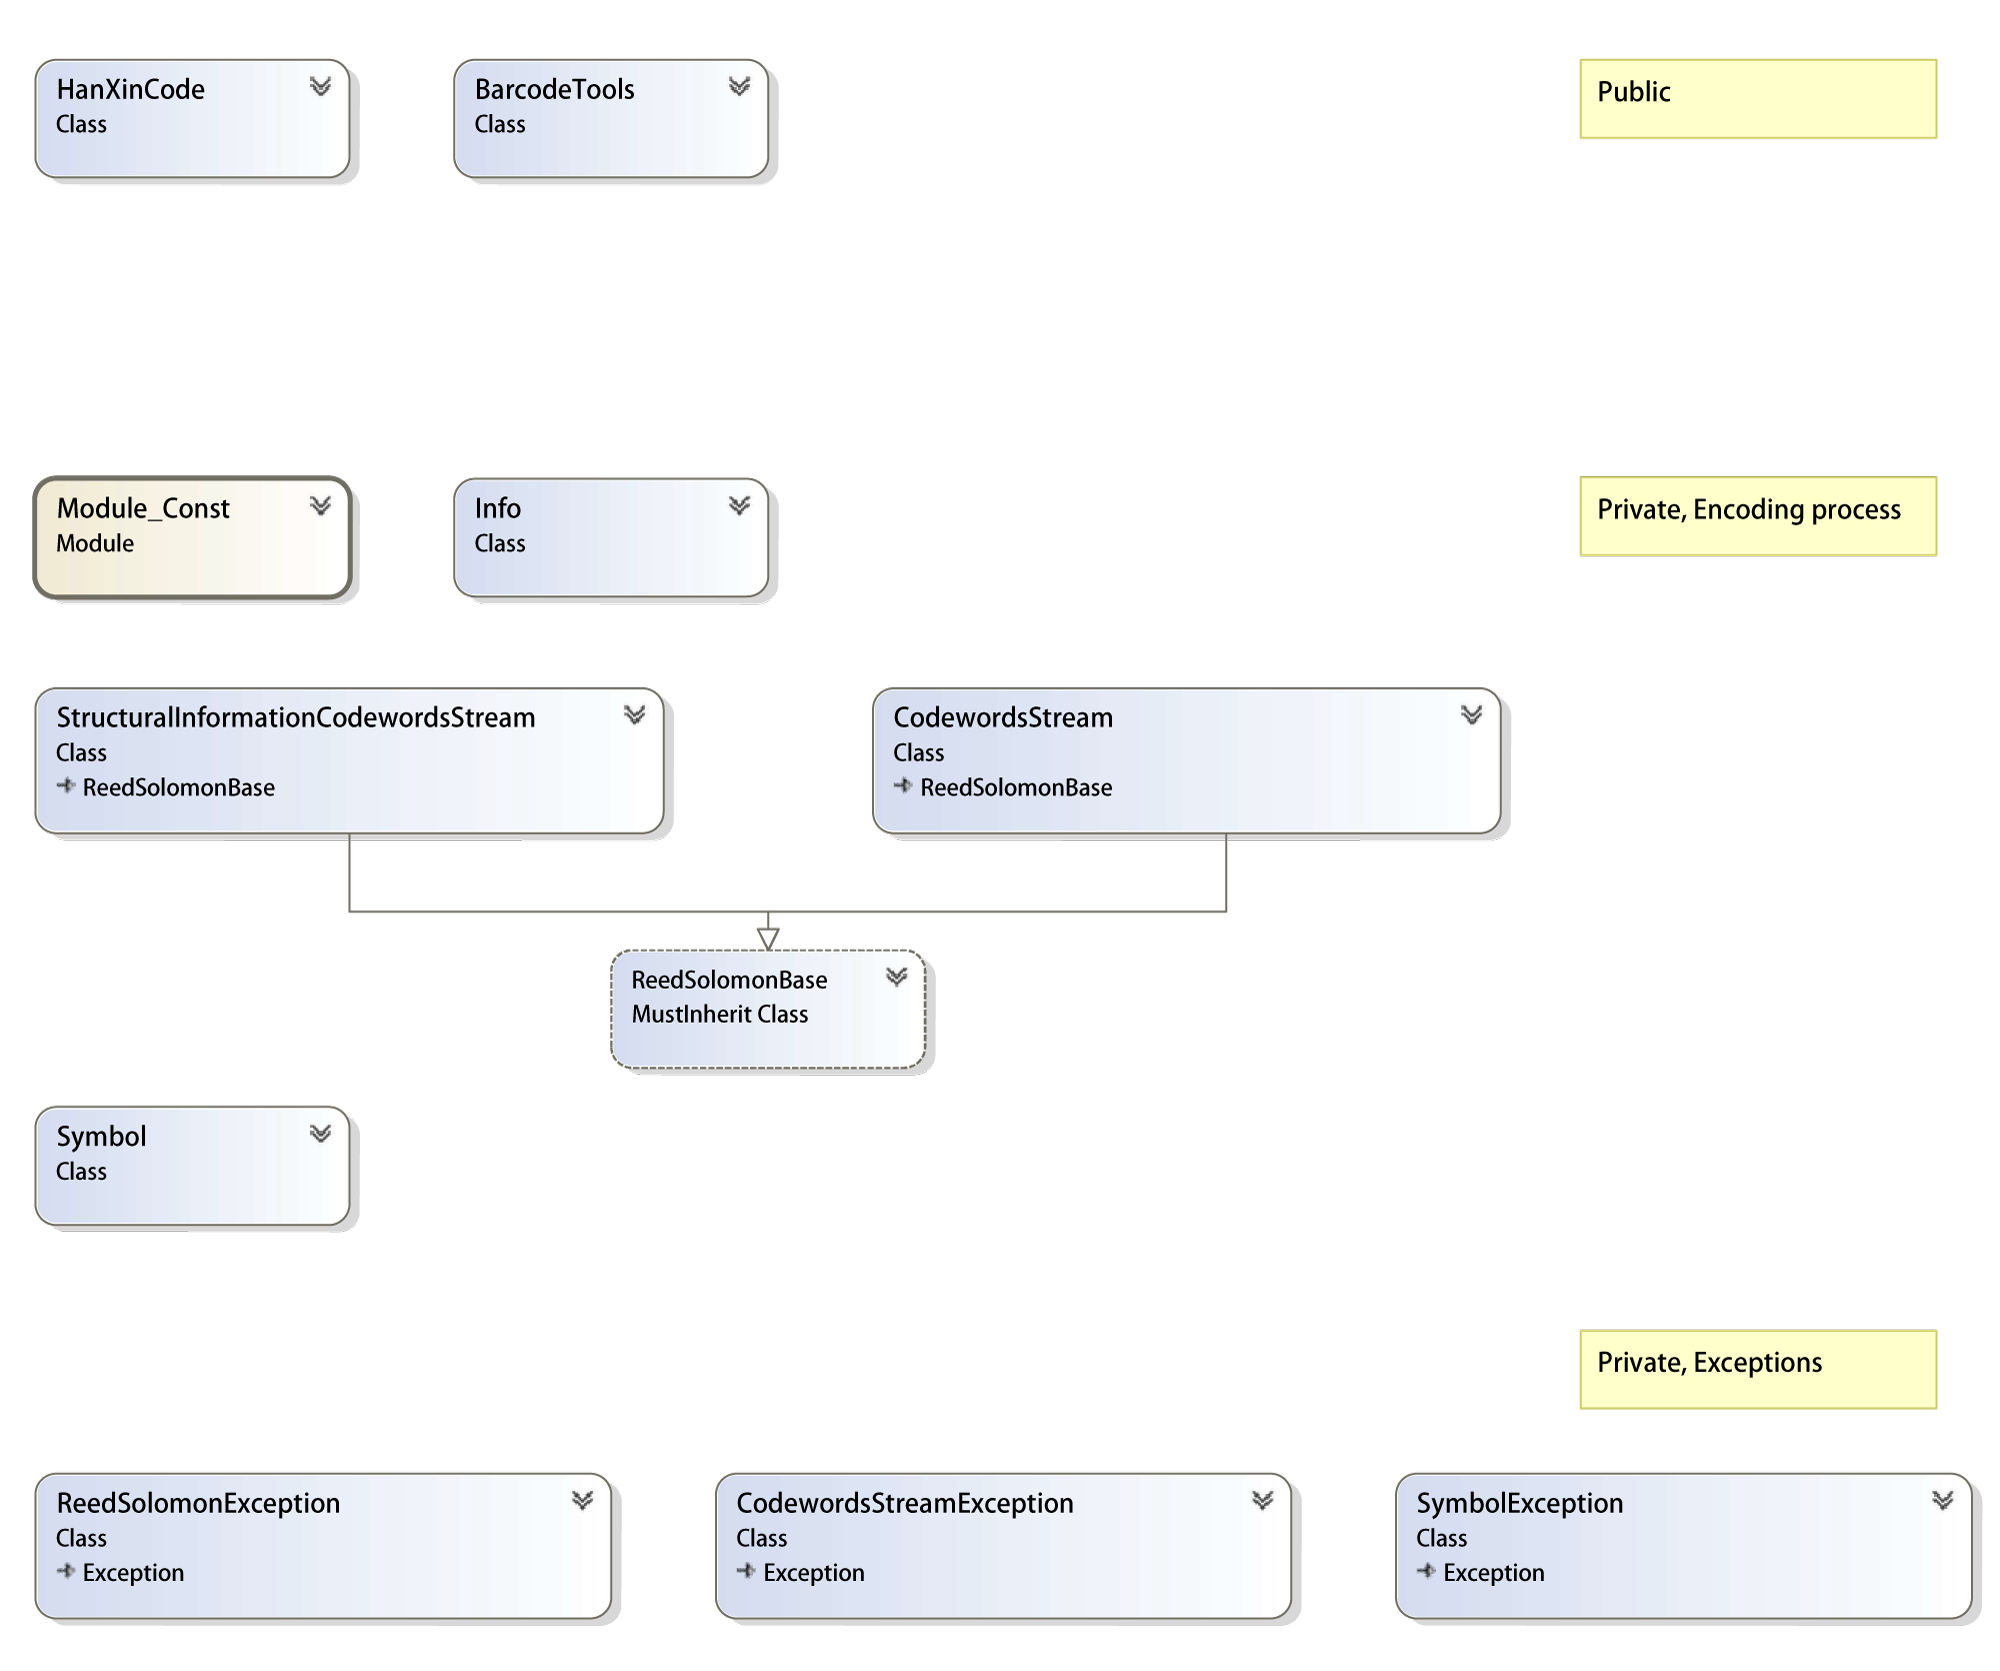 HanXinCode
Class
BarcodeTools
Class
Public
Module_Const
Module
Info
Class
Private, Encoding process
StructuralInformationCodewordsStream
Class
ReedSolomonBase
CodewordsStream
Class
ReedSolomonBase
ReedSolomonBase
MustInherit Class
Symbol
Class
Private, Exceptions
ReedSolomonException
Class
Exception
CodewordsStreamException
Class
Exception
SymbolException
Class
Exception